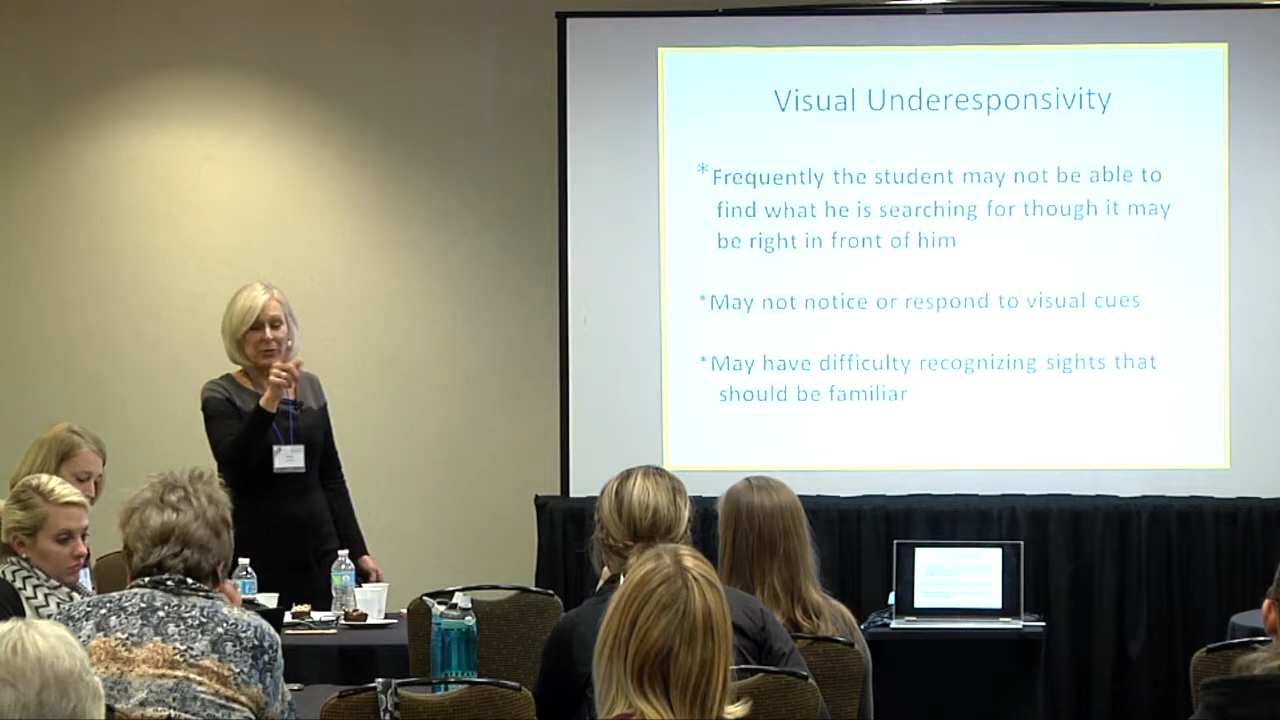 Visual Underesponsivity
*Frequently the student may not be able to
find what he is searching for though it may
be right in front of him
*May not notice or respond to visual cues
*May have difficulty recognizing sights that
should be familiar